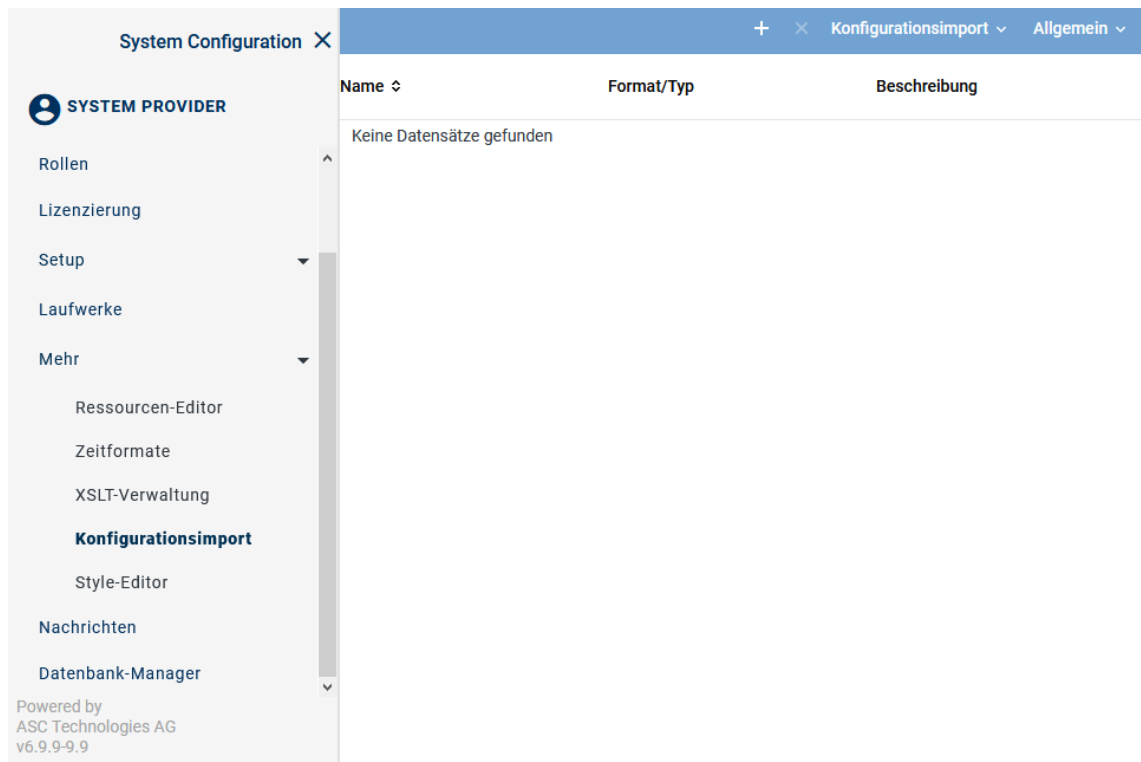 System Configuration
Konfigurationsimport
Allgemein
SYSTEM PROVIDER
Name
Format/Typ
Beschreibung
Keine Datensätze gefunden
Rollen
Lizenzierung
Setup
Laufwerke
Mehr
Ressourcen-Editor
Zeitformate
XSLT-Verwaltung
Konfigurationsimport
Style-Editor
Nachrichten
Datenbank-Manager
Powered by
ASC Technologies AG
v6.9.9-9.9